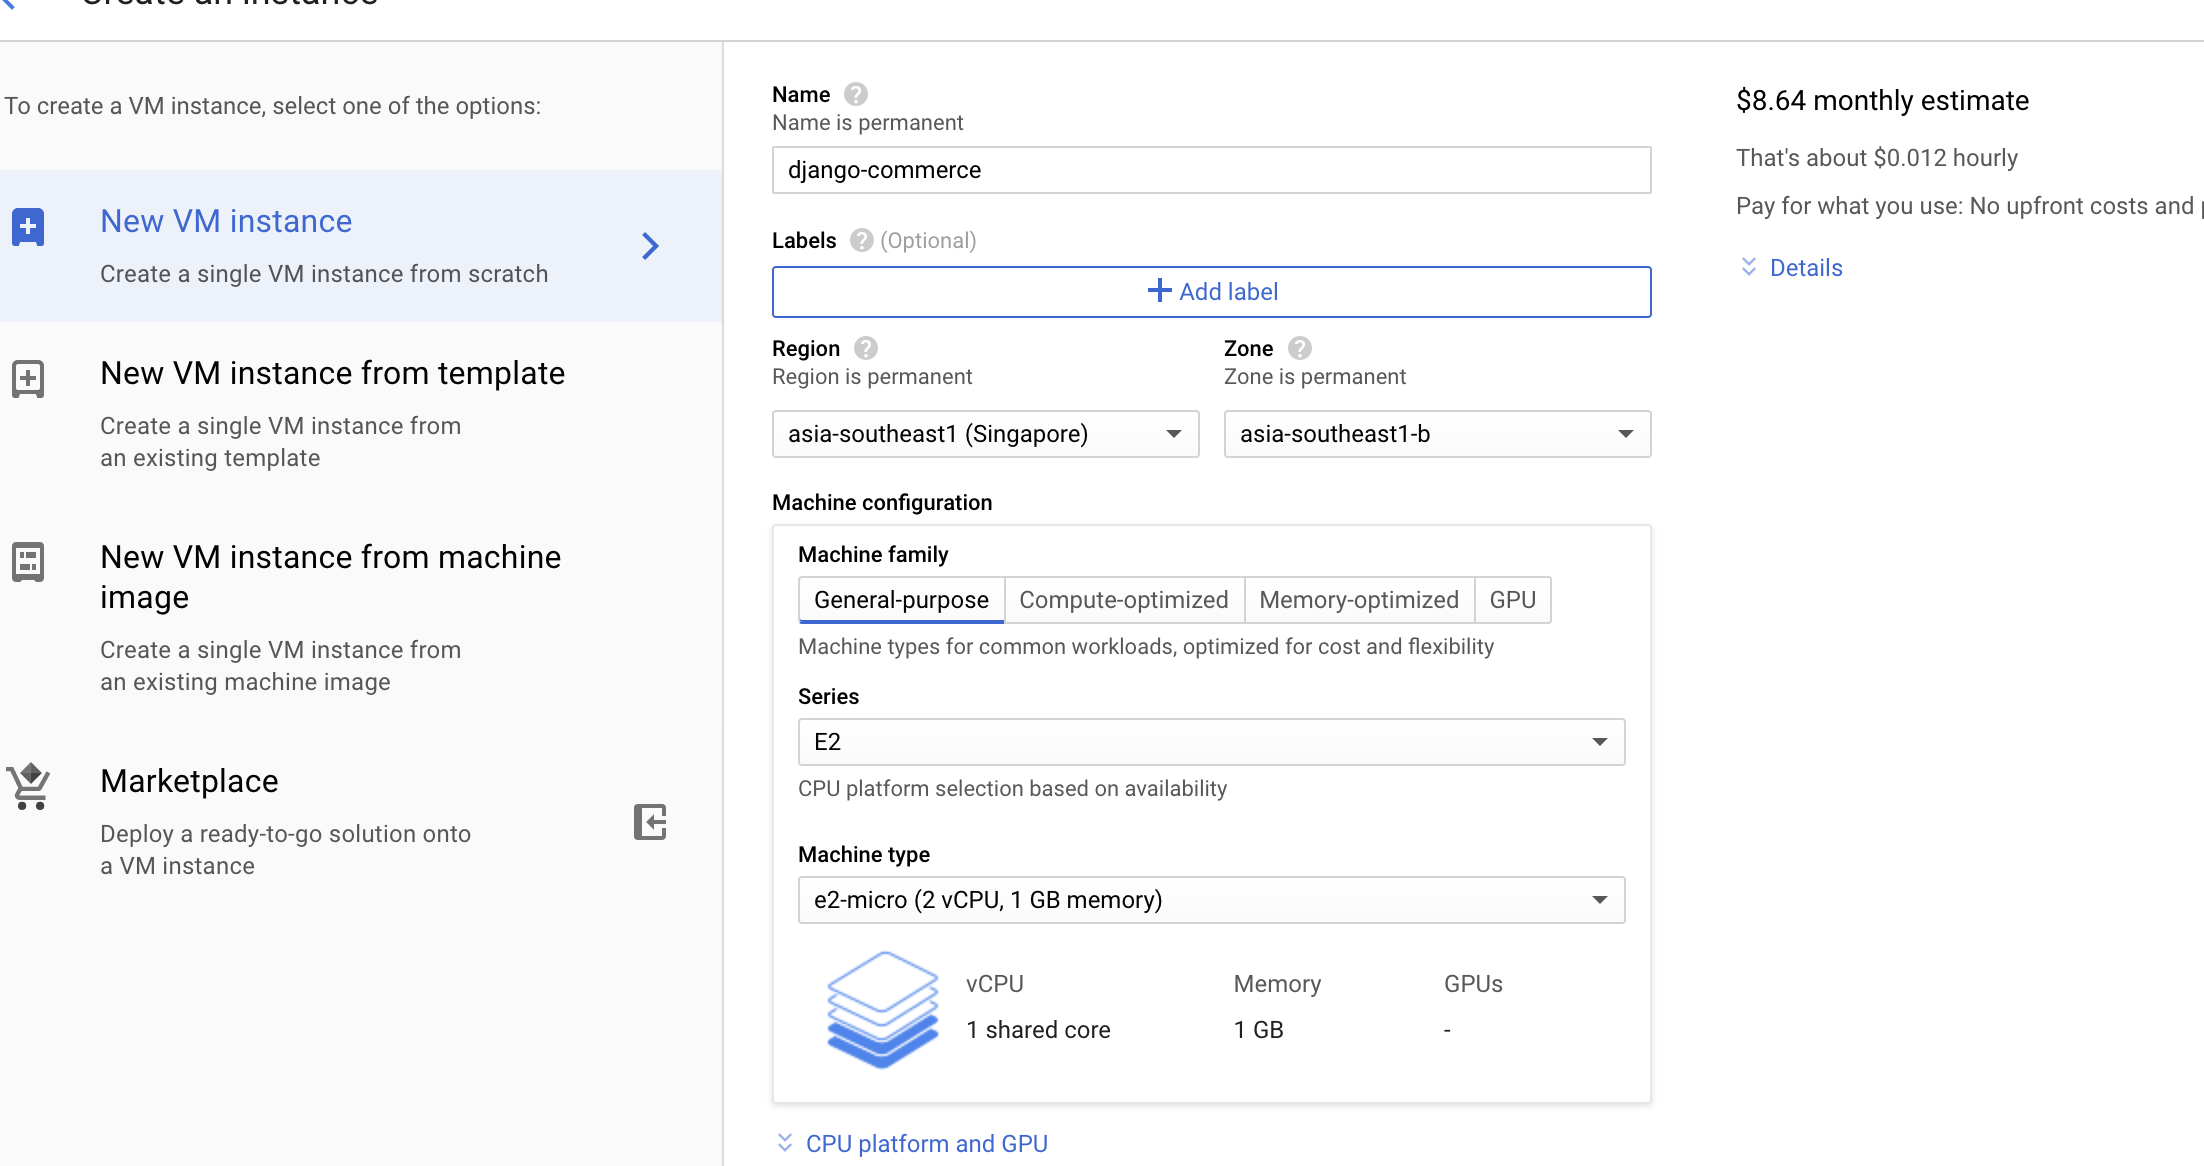 Create an instance
To create a VM instance, select one of the options:
New VM instance
Create a single VM instance from scratch
New VM instance from template
Create a single VM instance from
an existing template
New VM instance from machine
image
Create a single VM instance from
an existing machine image
Marketplace
Deploy a ready-to-go solution onto
a VM instance
Name
Name is permanent
django-commerce
Labels (Optional)
Add label
Region
Region is permanent
asia-southeast1 (Singapore)
Zone
Zone is permanent
asia-southeast1-b
Machine configuration
Machine family
General-purpose Compute-optimized Memory-optimized GPU
Machine types for common workloads, optimized for cost and flexibility
Series
E2
CPU platform selection based on availability
Machine type
e2-micro (2 vCPU, 1 GB memory)
vCPU Memory GPUs
1 shared core 1 GB -
CPU platform and GPU
$8.64 monthly estimate
That's about $0.012 hourly
Pay for what you use: No upfront costs and
Details